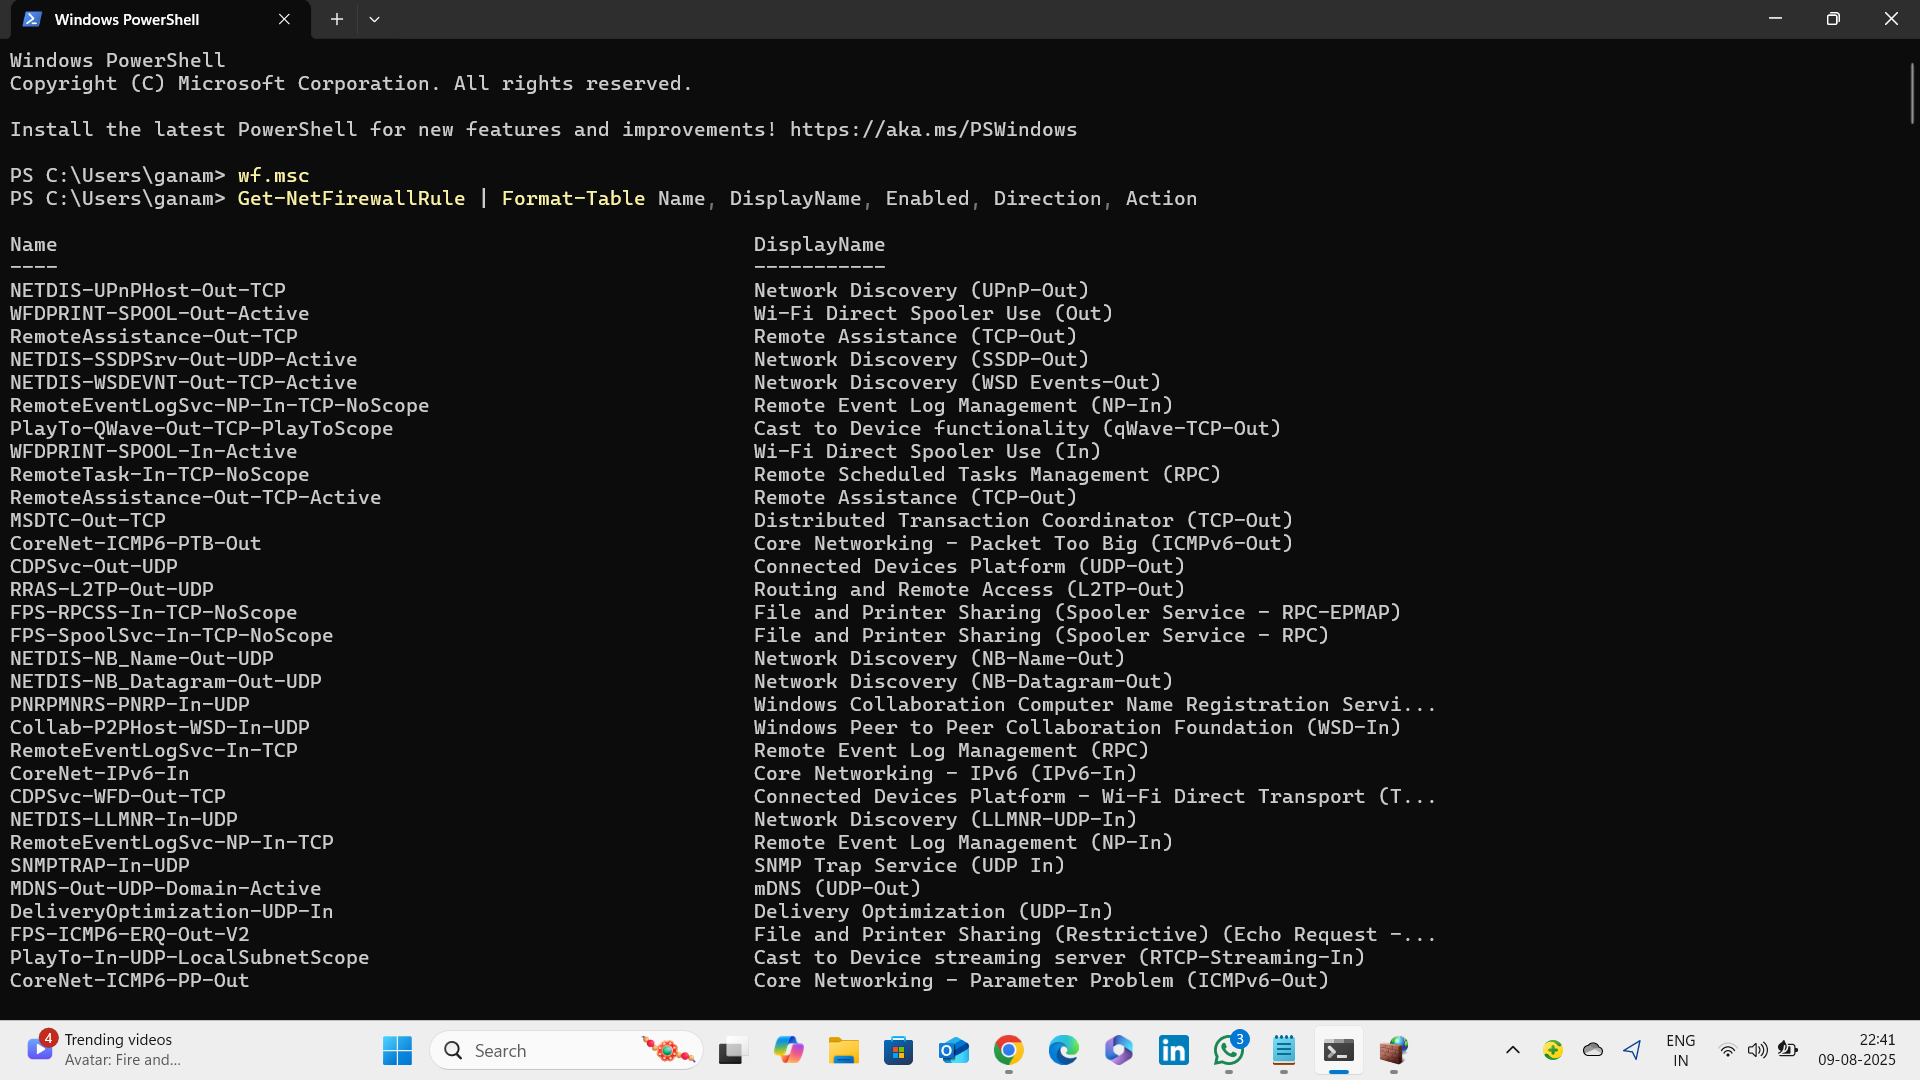 Windows PowerShell
Windows PowerShell
Copyright (C) Microsoft Corporation. All rights reserved.
Install the latest PowerShell for new features and improvements! https://aka.ms/PSWindows
PS C:\Users\ganam> wf.msc
PS C:\Users\ganam> Get-NetFirewallRule | Format-Table Name, DisplayName, Enabled, Direction, Action
Name DisplayName
---- -----------
NETDIS-UPnPHost-Out-TCP Network Discovery (UPnP-Out)
WFDPRINT-SPOOL-Out-Active Wi-Fi Direct Spooler Use (Out)
RemoteAssistance-Out-TCP Remote Assistance (TCP-Out)
NETDIS-SSDPSrv-Out-UDP-Active Network Discovery (SSDP-Out)
NETDIS-WSDEVNT-Out-TCP-Active Network Discovery (WSD Events-Out)
RemoteEventLogSvc-NP-In-TCP-NoScope Remote Event Log Management (NP-In)
PlayTo-QWave-Out-TCP-PlayToScope Cast to Device functionality (qWave-TCP-Out)
WFDPRINT-SPOOL-In-Active Wi-Fi Direct Spooler Use (In)
RemoteTask-In-TCP-NoScope Remote Scheduled Tasks Management (RPC)
RemoteAssistance-Out-TCP-Active Remote Assistance (TCP-Out)
MSDTC-Out-TCP Distributed Transaction Coordinator (TCP-Out)
CoreNet-ICMP6-PTB-Out Core Networking - Packet Too Big (ICMPv6-Out)
CDPSvc-Out-UDP Connected Devices Platform (UDP-Out)
RRAS-L2TP-Out-UDP Routing and Remote Access (L2TP-Out)
FPS-RPCSS-In-TCP-NoScope File and Printer Sharing (Spooler Service - RPC-EPMAP)
FPS-SpoolSvc-In-TCP-NoScope File and Printer Sharing (Spooler Service - RPC)
NETDIS-NB_Name-Out-UDP Network Discovery (NB-Name-Out)
NETDIS-NB_Datagram-Out-UDP Network Discovery (NB-Datagram-Out)
PNRPMNRS-PNRP-In-UDP Windows Collaboration Computer Name Registration Servi...
Collab-P2PHost-WSD-In-UDP Windows Peer to Peer Collaboration Foundation (WSD-In)
RemoteEventLogSvc-In-TCP Remote Event Log Management (RPC)
CoreNet-IPv6-In Core Networking - IPv6 (IPv6-In)
CDPSvc-WFD-Out-TCP Connected Devices Platform - Wi-Fi Direct Transport (T...
NETDIS-LLMNR-In-UDP Network Discovery (LLMNR-UDP-In)
RemoteEventLogSvc-NP-In-TCP Remote Event Log Management (NP-In)
SNMPTRAP-In-UDP SNMP Trap Service (UDP In)
MDNS-Out-UDP-Domain-Active mDNS (UDP-Out)
DeliveryOptimization-UDP-In Delivery Optimization (UDP-In)
FPS-ICMP6-ERQ-Out-V2 File and Printer Sharing (Restrictive) (Echo Request -...
PlayTo-In-UDP-LocalSubnetScope Cast to Device streaming server (RTCP-Streaming-In)
CoreNet-ICMP6-PP-Out Core Networking - Parameter Problem (ICMPv6-Out)
4 Trending videos
Avatar: Fire and...
Search
3
ENG
IN
22:41
09-08-2025